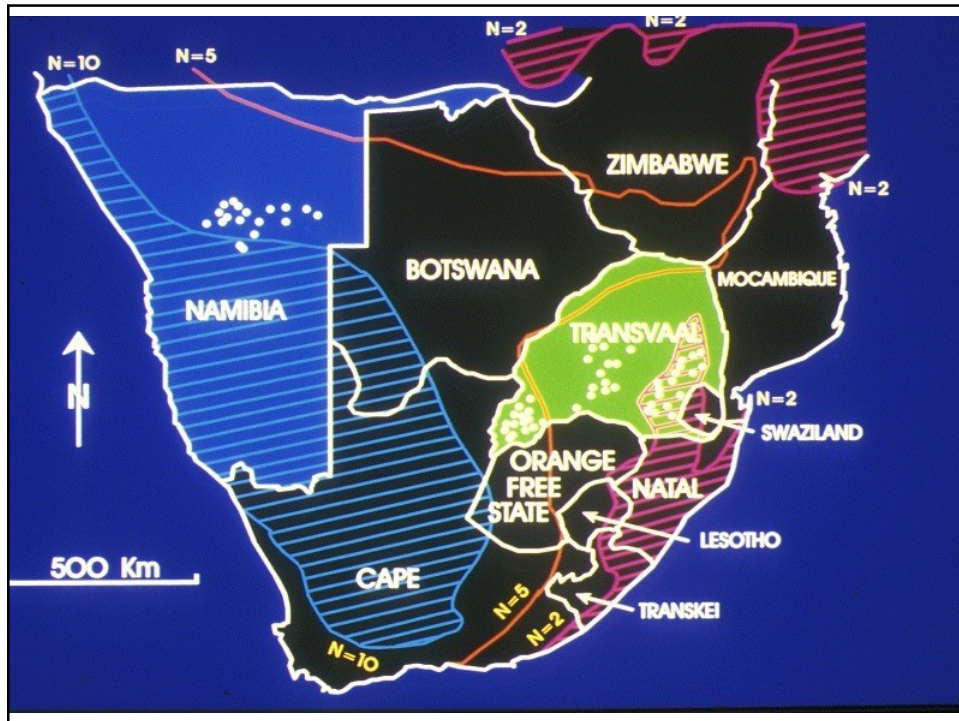 N=2
N=2
N=5
N=10
ZIMBABWE
N=2
BOTSWANA
MOCAMBIQUE
NAMIBIA
TRANSVAAL
N
N=2
SWAZILAND
ORANGE
FREE
STATE
NATAL
LESOTHO
500 Km
CAPE
N=5
TRANSKEI
N=2
N=10